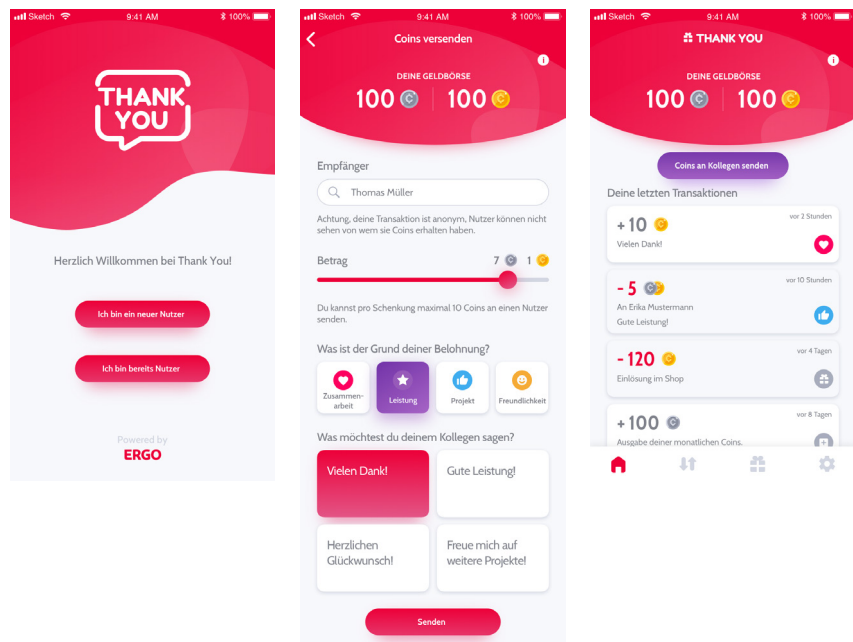 Sketch 9:41 AM 100%
THANK
YOU
Herzlich Willkommen bei Thank You!
Ich bin ein neuer Nutzer
Ich bin bereits Nutzer
Powered by
ERGO
Sketch 9:41 AM 100%
Coins versenden
i
DEINE GELDBÖRSE
100 C 100 C
Empfänger
Thomas Müller
Achtung, deine Transaktion ist anonym, Nutzer können nicht
sehen von wem sie Coins erhalten haben.
Betrag 7 C 1 C
Du kannst pro Schenkung maximal 10 Coins an einen Nutzer
senden.
Was ist der Grund deiner Belohnung?
Zusammen-
arbeit
Leistung
Projekt
Freundlichkeit
Was möchtest du deinem Kollegen sagen?
Vielen Dank!
Gute Leistung!
Herzlichen
Glückwunsch!
Freue mich auf
weitere Projekte!
Senden
Sketch 9:41 AM 100%
THANK YOU
i
DEINE GELDBÖRSE
100 C 100 C
Coins an Kollegen senden
Deine letzten Transaktionen
+ 10 C vor 2 Stunden
Vielen Dank!
- 5 C vor 10 Stunden
An Erika Mustermann
Gute Leistung!
- 120 C vor 4 Tagen
Einlösung im Shop
+ 100 C vor 8 Tagen
Ausgabe deiner monatlichen Coins.